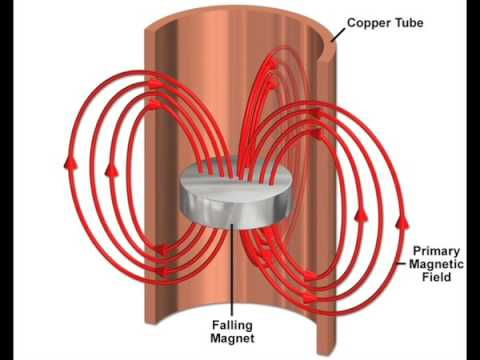 Copper Tube
Primary
Magnetic
Field
Falling
Magnet